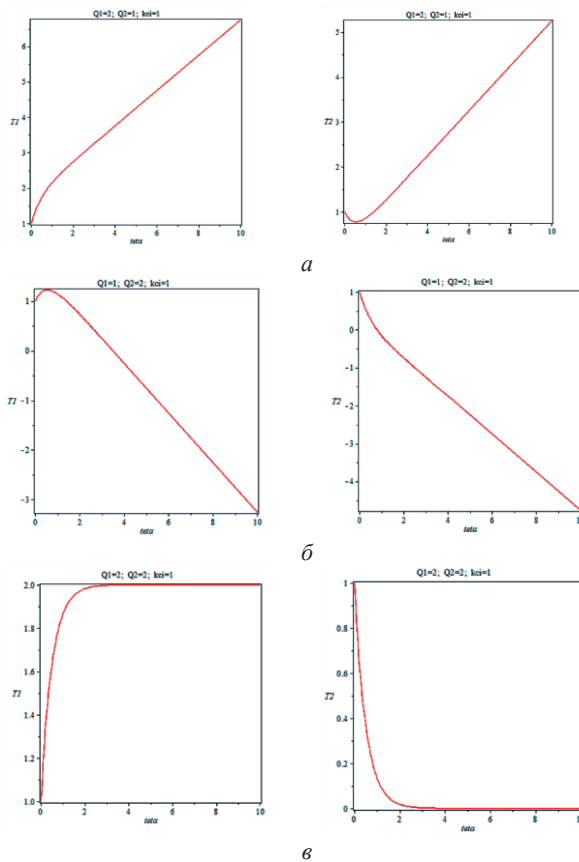 Q1=2; Q2=1; kei=1
6
5
4
T1
3
2
1
0 2 4 6 8 10
teta
Q1=2; Q2=1; kei=1
5
4
3
T2
2
1
0 2 4 6 8 10
teta
а
Q1=1; Q2=2; kei=1
1
0
-1
T1
-2
-3
0 2 4 6 8 10
teta
Q1=1; Q2=2; kei=1
1
0
-1
T2
-2
-3
-4
0 2 4 6 8 10
teta
б
Q1=2; Q2=2; kei=1
2.0
1.8
1.6
T1
1.4
1.2
1.0
0 2 4 6 8 10
teta
Q1=2; Q2=2; kei=1
1
0.8
0.6
T2
0.4
0.2
0
0 2 4 6 8 10
teta
в